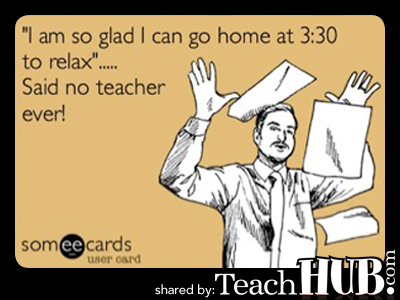 "I am so glad I can go home at 3:30
to relax".....
Said no teacher
ever!
someecards
user card
shared by: TeachHUB.com